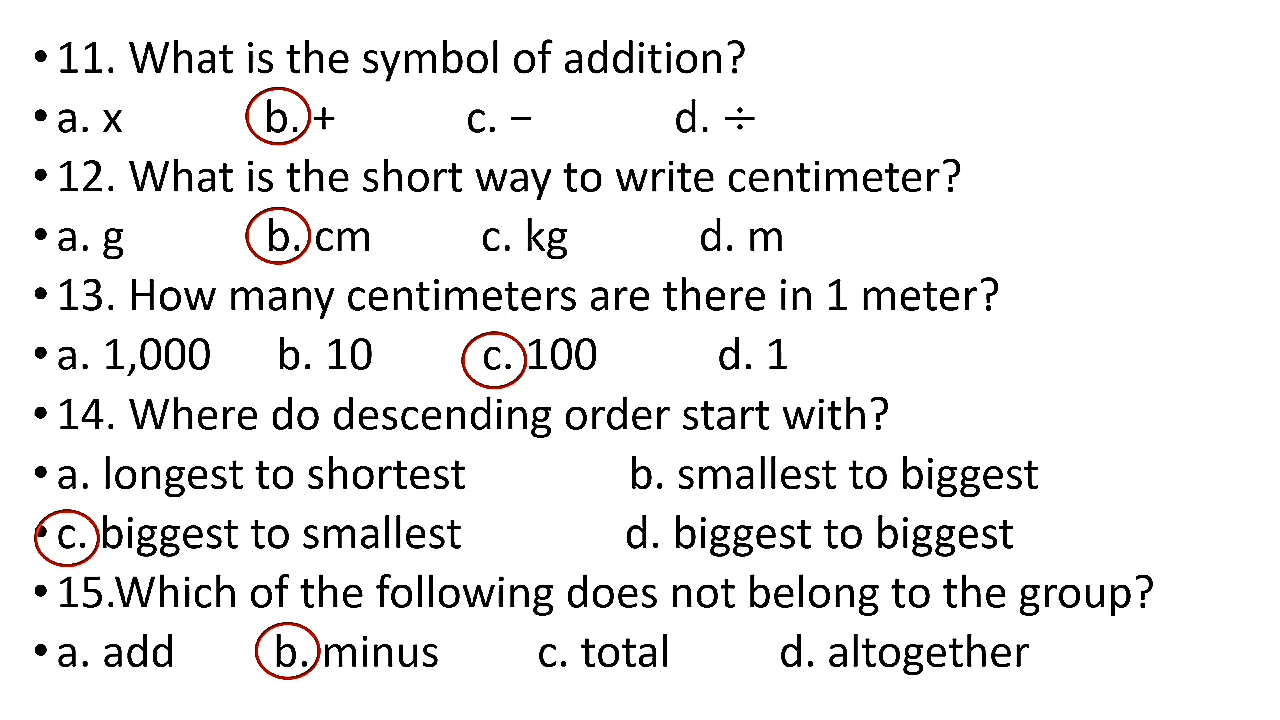 • 11. What is the symbol of addition?
• a. x b. + c. − d. ÷
• 12. What is the short way to write centimeter?
• a. g b. cm c. kg d. m
• 13. How many centimeters are there in 1 meter?
• a. 1,000 b. 10 c. 100 d. 1
• 14. Where do descending order start with?
• a. longest to shortest b. smallest to biggest
• c. biggest to smallest d. biggest to biggest
• 15.Which of the following does not belong to the group?
• a. add b. minus c. total d. altogether